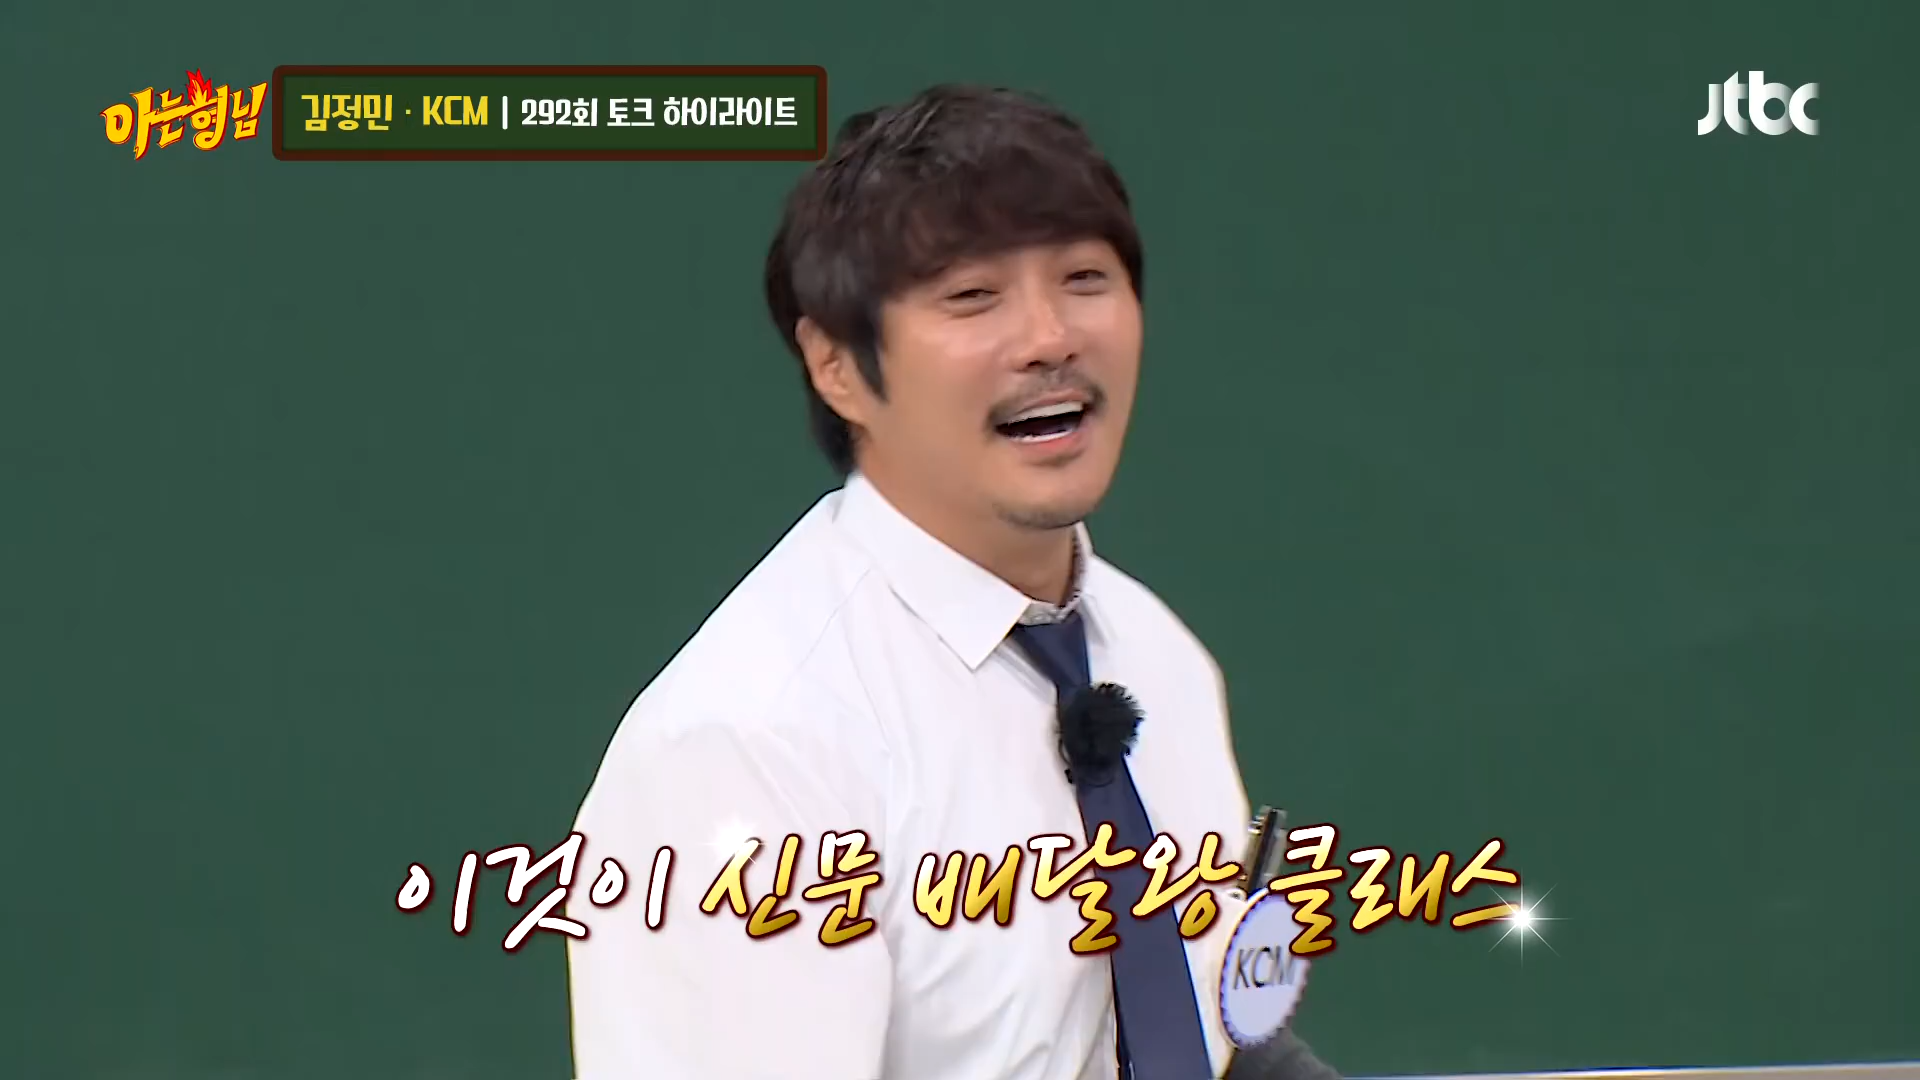 아는형님
김정민 · KCM | 292회 토크 하이라이트
jtbc
이것이 신문 배달왕 클래스
KCM